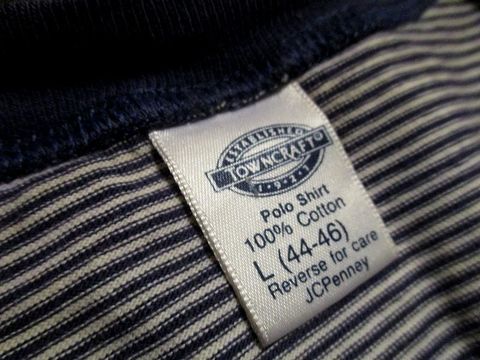 ESTABLISHED
TOWNCRAFT
Polo Shirt
100% Cotton
L (44-46)
Reverse for care
JCPenney